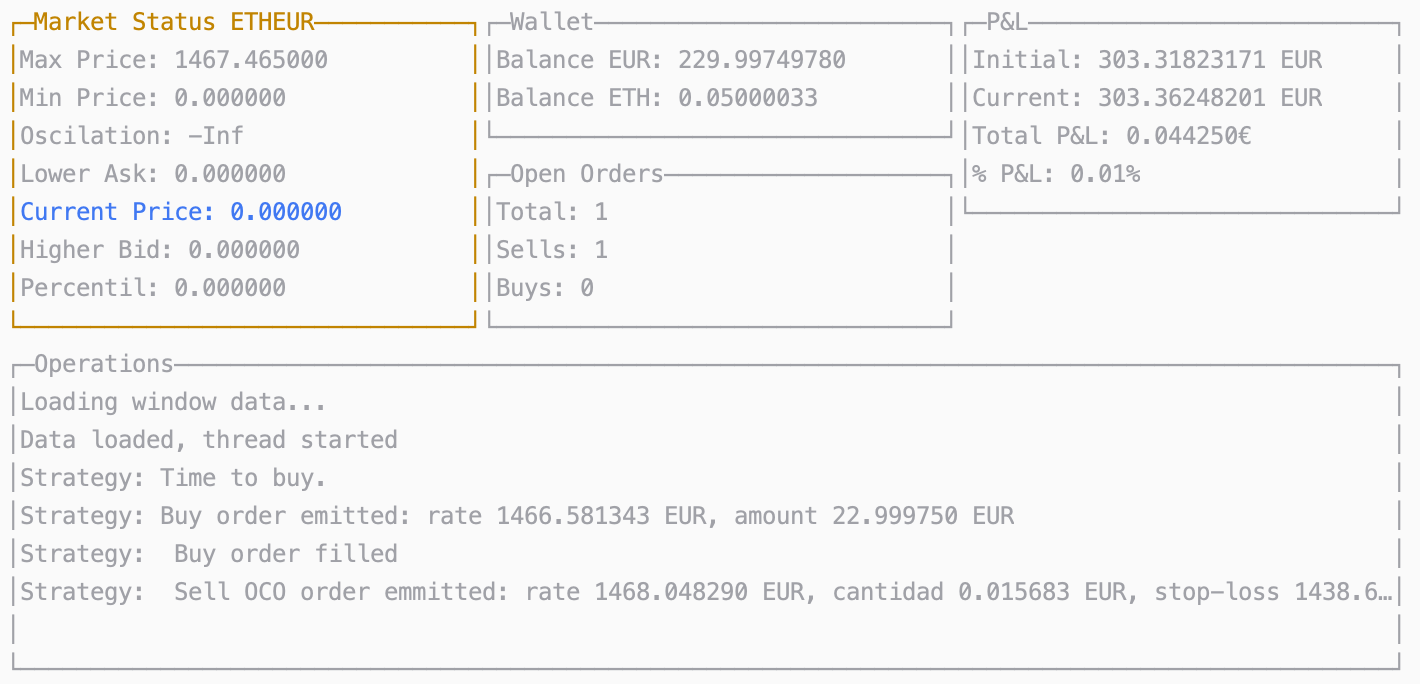 Market Status ETHEUR
Max Price: 1467.465000
Min Price: 0.000000
Oscilation: -Inf
Lower Ask: 0.000000
Current Price: 0.000000
Higher Bid: 0.000000
Percentil: 0.000000
Wallet
Balance EUR: 229.99749780
Balance ETH: 0.05000033
Open Orders
Total: 1
Sells: 1
Buys: 0
P&L
Initial: 303.31823171 EUR
Current: 303.36248201 EUR
Total P&L: 0.044250€
% P&L: 0.01%
Operations
Loading window data...
Data loaded, thread started
Strategy: Time to buy.
Strategy: Buy order emitted: rate 1466.581343 EUR, amount 22.999750 EUR
Strategy:  Buy order filled
Strategy:  Sell OCO order emmitted: rate 1468.048290 EUR, cantidad 0.015683 EUR, stop-loss 1438.6…